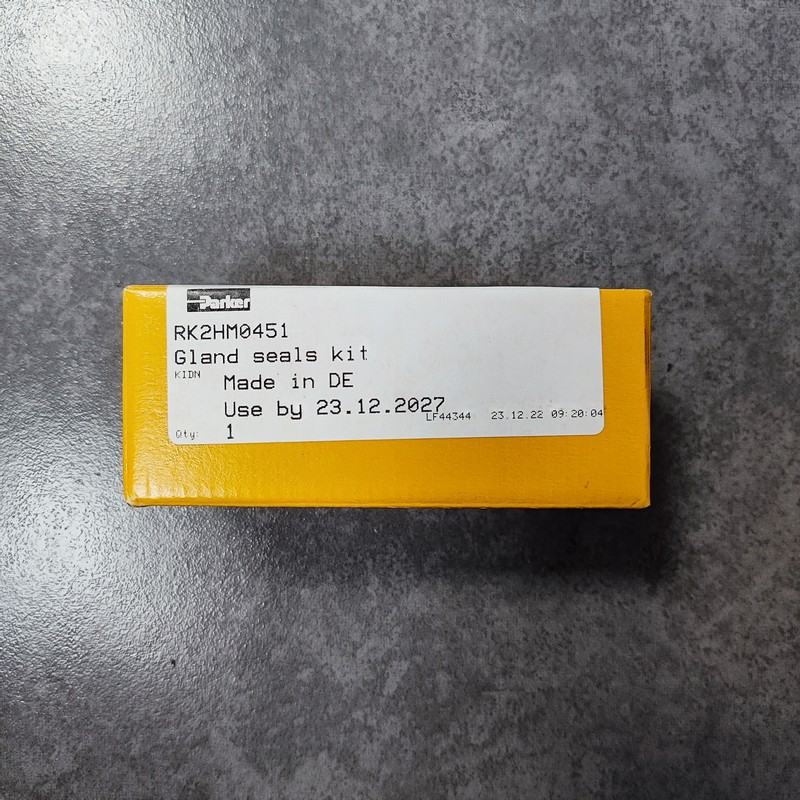 Parker
RK2HM0451
Gland seals kit
KIDN
Made in DE
Use by 23.12.2027
LF44344 23.12.22 09:20:04
Qty: 1